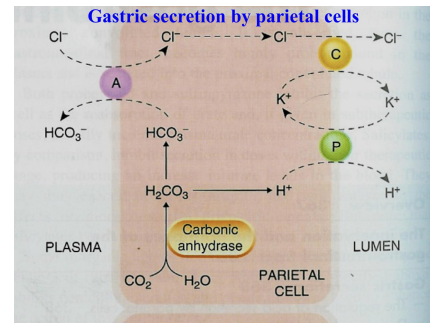 Gastric secretion by parietal cells
Cl⁻ Cl⁻ Cl⁻ Cl⁻
C
A
K⁺ K⁺
HCO₃⁻ HCO₃⁻
P
H₂CO₃ H⁺ H⁺
Carbonic
anhydrase
PLASMA LUMEN
CO₂ H₂O
PARIETAL
CELL